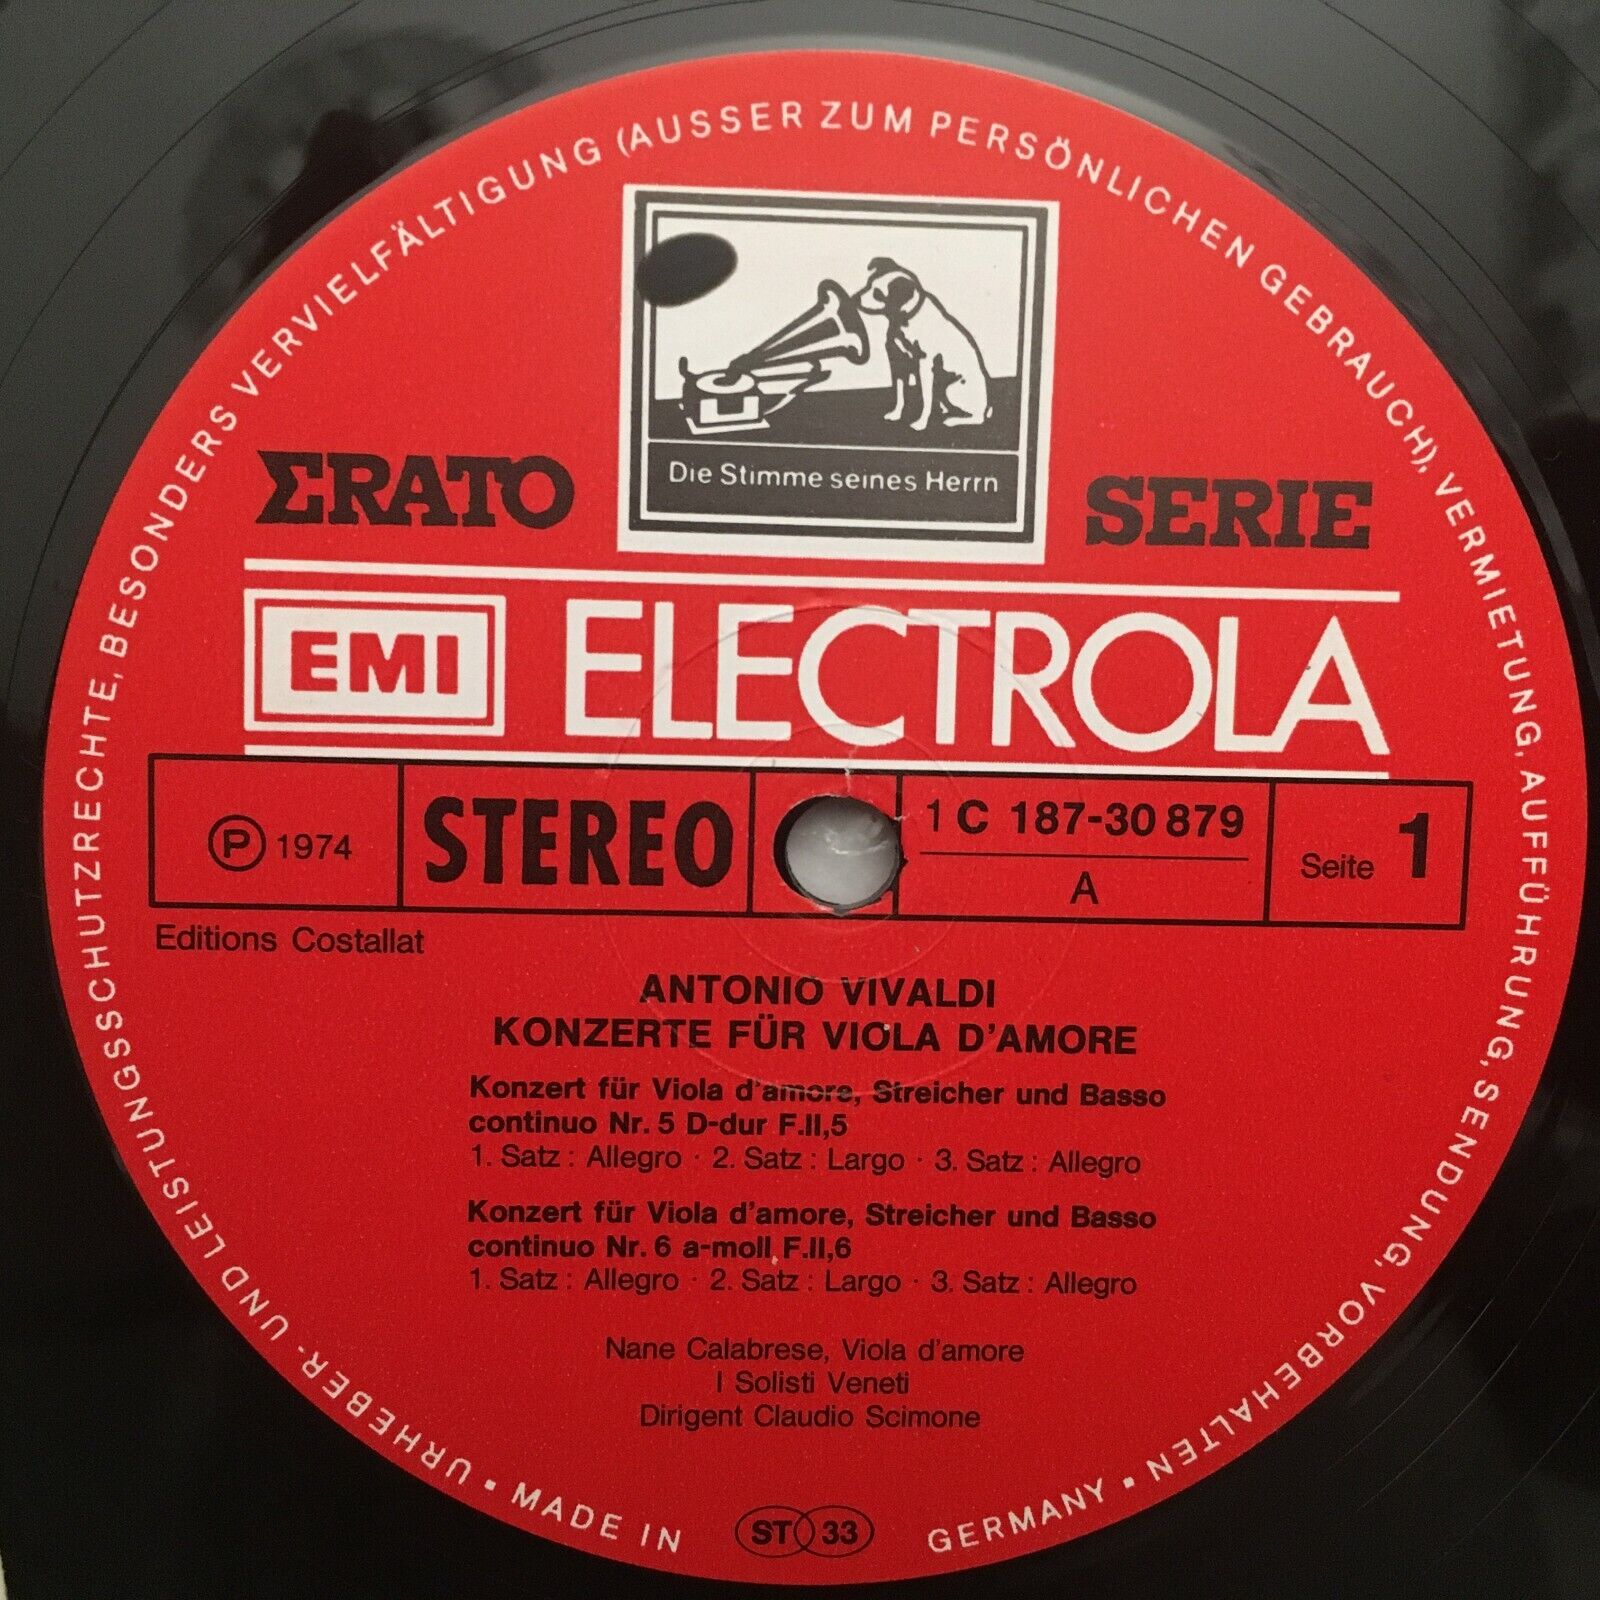 URHEBER- UND LEISTUNGSSCHUTZRECHTE, BESONDERS VERVIELFÄLTIGUNG (AUSSER ZUM PERSÖNLICHEN GEBRAUCH), VERMIETUNG, AUFFÜHRUNG, SENDUNG, VORBEHALTEN ▪
Die Stimme seines Herrn
ERATO SERIE
EMI ELECTROLA
Ⓟ 1974 STEREO 1 C 187-30 879 Seite 1
A
Editions Costallat
ANTONIO VIVALDI
KONZERTE FÜR VIOLA D'AMORE
Konzert für Viola d'amore, Streicher und Basso
continuo Nr. 5 D-dur F.II,5
1. Satz : Allegro · 2. Satz : Largo · 3. Satz : Allegro
Konzert für Viola d'amore, Streicher und Basso
continuo Nr. 6 a-moll F.II,6
1. Satz : Allegro · 2. Satz : Largo · 3. Satz : Allegro
Nane Calabrese, Viola d'amore
I Solisti Veneti
Dirigent Claudio Scimone
ST 33
▪ MADE IN GERMANY